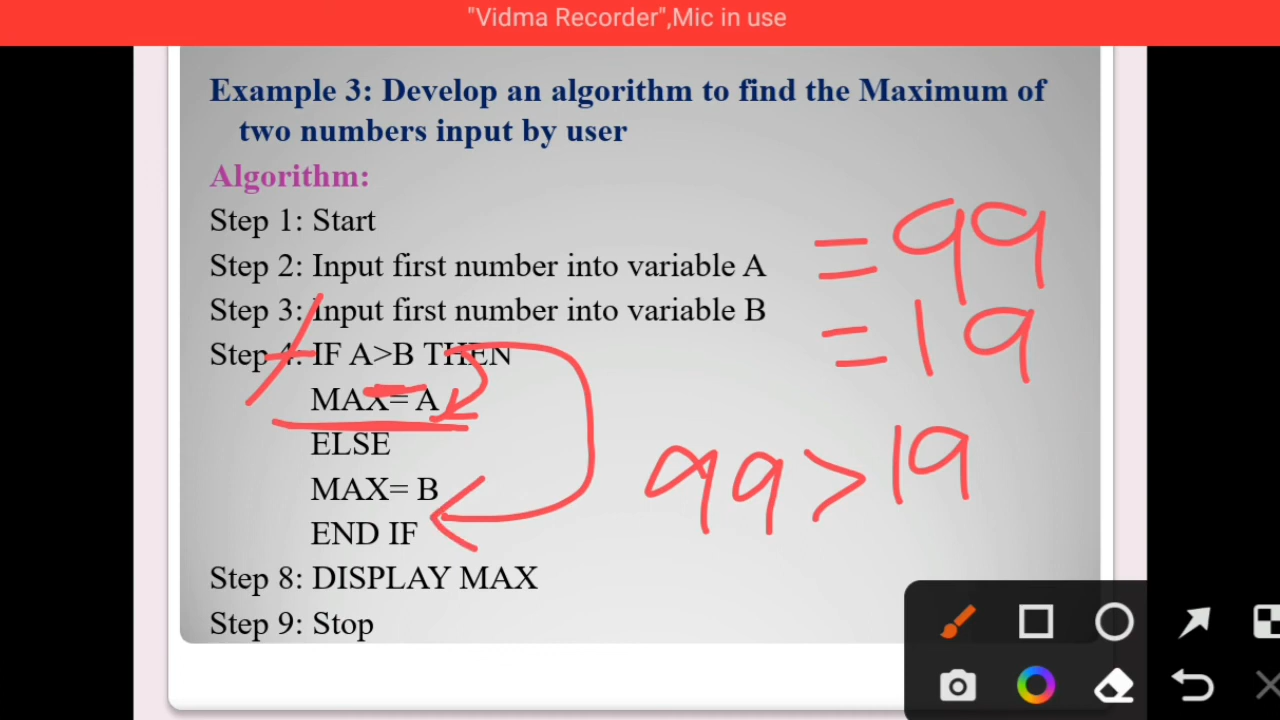 "Vidma Recorder",Mic in use
Example 3: Develop an algorithm to find the Maximum of
two numbers input by user
Algorithm:
Step 1: Start
Step 2: Input first number into variable A = 99
Step 3: Input first number into variable B = 19
Step 4: IF A>B THEN
MAX= A
ELSE
99 > 19
MAX= B
END IF
Step 8: DISPLAY MAX
Step 9: Stop